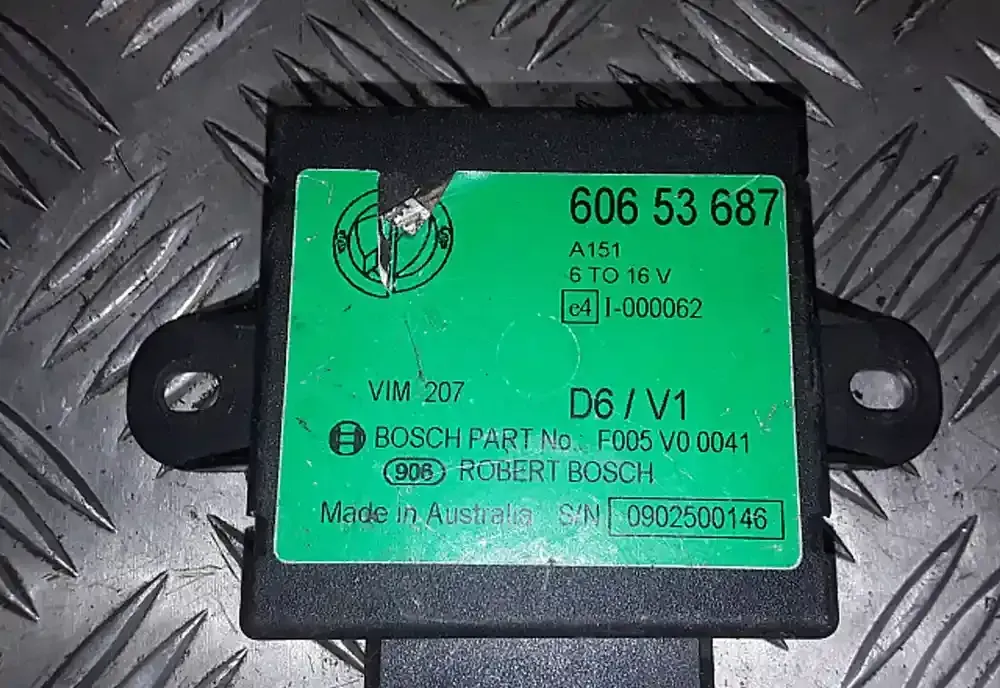 606 53 687
A151
6 TO 16 V
e4 I-000062
VIM 207
D6 / V1
BOSCH PART No.: F005 V0 0041
906 ROBERT BOSCH
Made in Australia S/N 0902500146